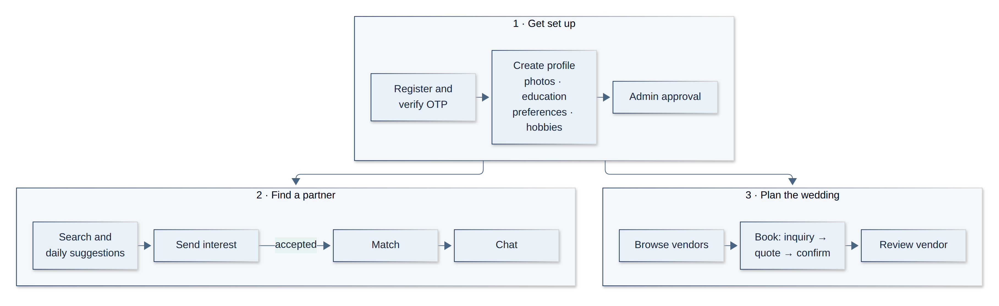 1 · Get set up
Register and
verify OTP
Create profile
photos ·
education
preferences ·
hobbies
Admin approval
2 · Find a partner
Search and
daily suggestions
Send interest
accepted
Match
Chat
3 · Plan the wedding
Browse vendors
Book: inquiry →
quote → confirm
Review vendor